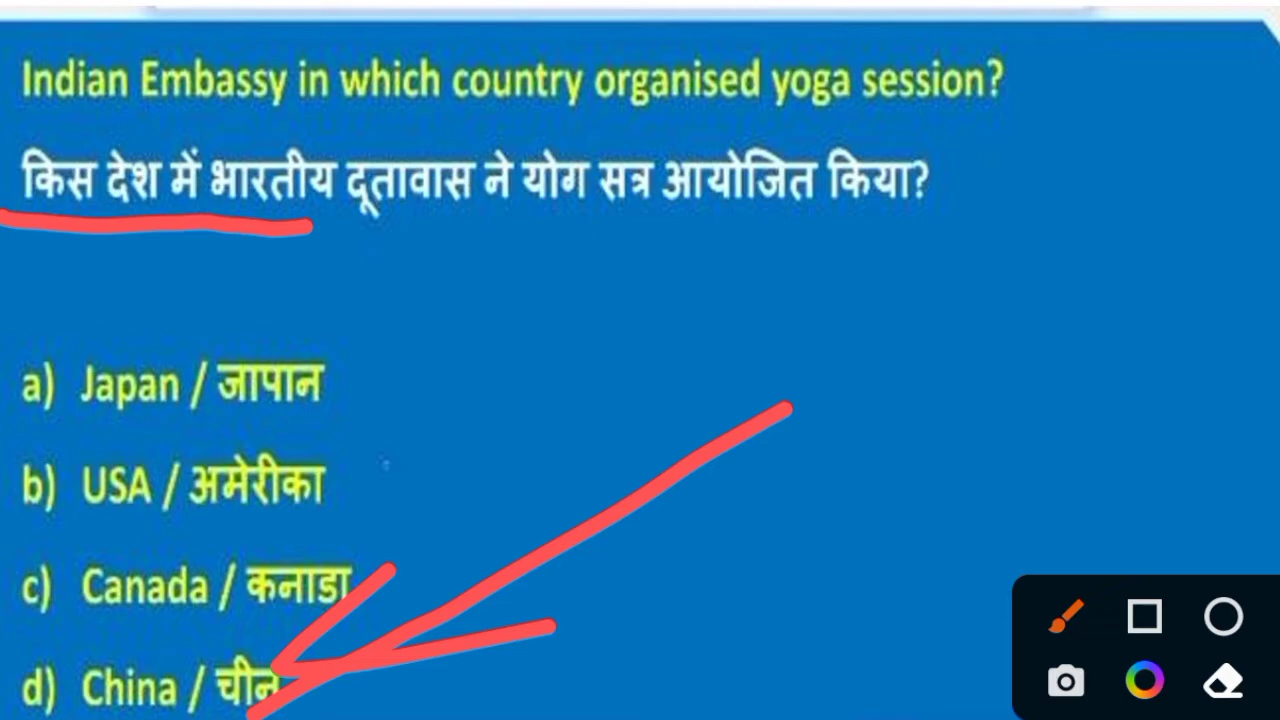 Indian Embassy in which country organised yoga session?
किस देश में भारतीय दूतावास ने योग सत्र आयोजित किया?
a) Japan / जापान
b) USA / अमेरीका
c) Canada / कनाडा
d) China / चीन